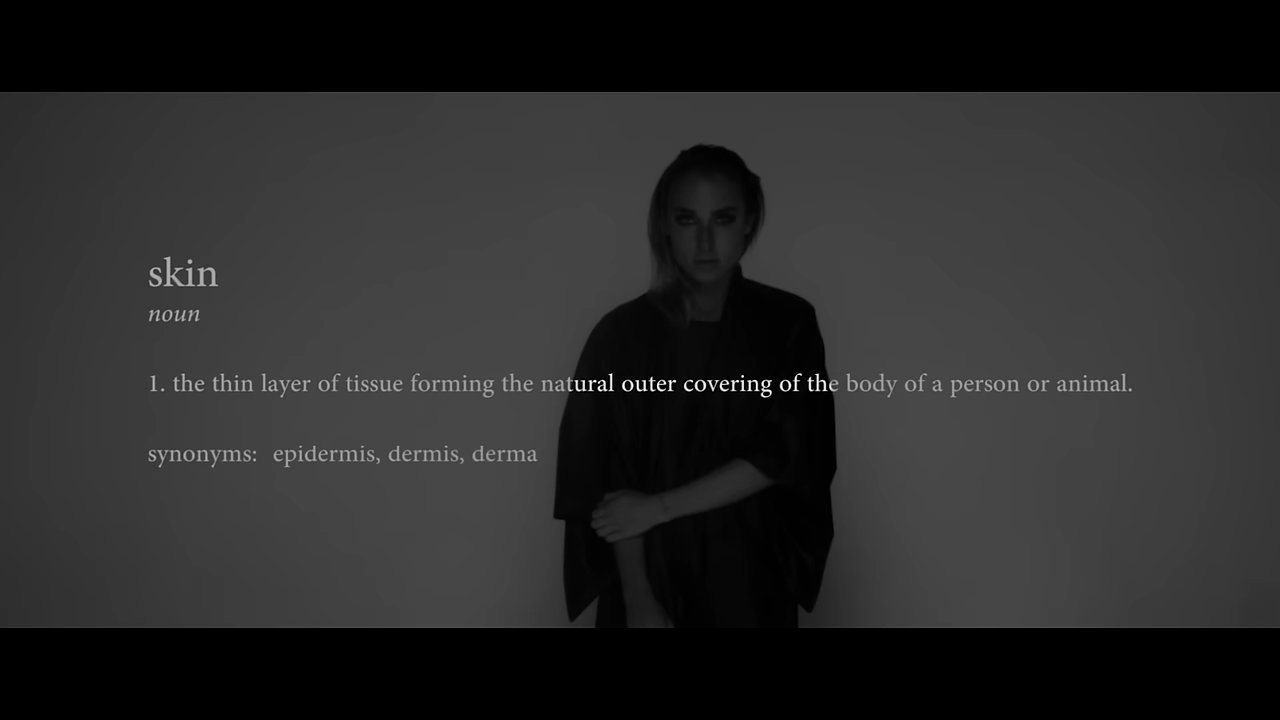 skin
noun
1. the thin layer of tissue forming the natural outer covering of the body of a person or animal.
synonyms: epidermis, dermis, derma